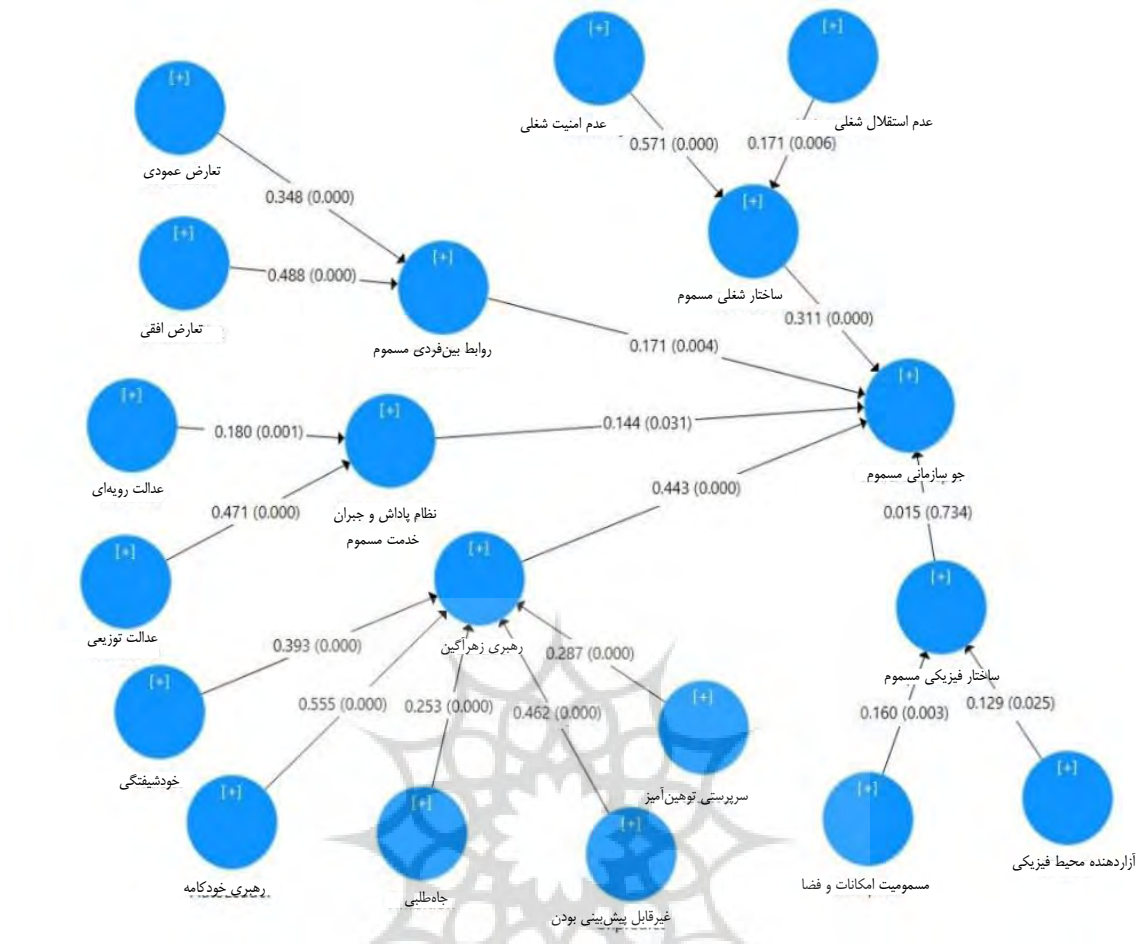 [+]
[+]
عدم امنیت شغلی
عدم استقلال شغلی
[+]
تعارض عمودی
0.571 (0.000)
0.171 (0.006)
0.348 (0.000)
[+]
[+]
تعارض افقی
0.488 (0.000)
[+]
ساختار شغلی مسموم
روابط بین‌فردی مسموم
0.311 (0.000)
0.171 (0.004)
[+]
جو سازمانی مسموم
[+]
عدالت رویه‌ای
0.180 (0.001)
[+]
0.144 (0.031)
0.471 (0.000)
نظام پاداش و جبران
خدمت مسموم
0.443 (0.000)
0.015 (0.734)
[+]
عدالت توزیعی
[+]
رهبری زهرآگین
[+]
ساختار فیزیکی مسموم
0.393 (0.000)
0.287 (0.000)
0.555 (0.000)
0.253 (0.000)
0.462 (0.000)
0.160 (0.003)
0.129 (0.025)
[+]
خودشیفتگی
[+]
سرپرستی توهین‌آمیز
[+]
رهبری خودکامه
[+]
جاه‌طلبی
[+]
غیرقابل پیش‌بینی بودن
[+]
مسمومیت امکانات و فضا
[+]
آزاردهنده محیط فیزیکی